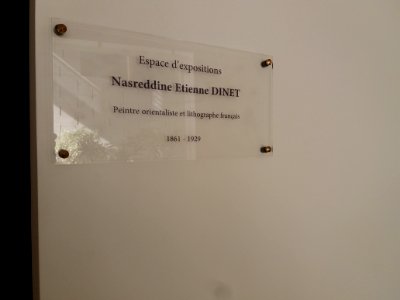 Espace d'expositions
Nasreddine Etienne DINET
Peintre orientaliste et lithographe français
1861 - 1929